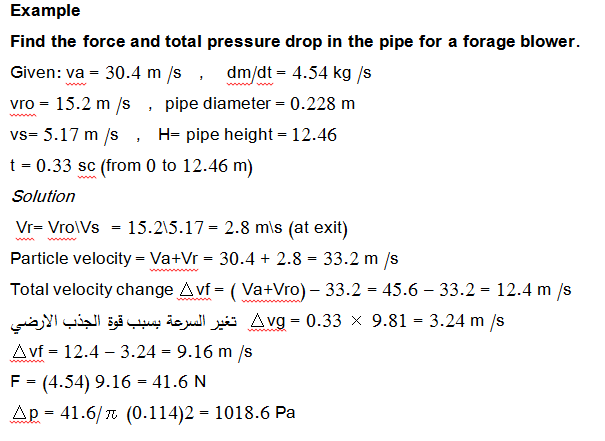 Example
Find the force and total pressure drop in the pipe for a forage blower.
Given: va = 30.4 m /s , dm/dt = 4.54 kg /s
vro = 15.2 m /s , pipe diameter = 0.228 m
vs= 5.17 m /s , H= pipe height = 12.46
t = 0.33 sc (from 0 to 12.46 m)
Solution
Vr= Vro\Vs = 15.2\5.17 = 2.8 m\s (at exit)
Particle velocity = Va+Vr = 30.4 + 2.8 = 33.2 m /s
Total velocity change △vf = ( Va+Vro) – 33.2 = 45.6 – 33.2 = 12.4 m /s
تغير السرعة بسبب قوة الجذب الارضي △vg = 0.33 × 9.81 = 3.24 m /s
△vf = 12.4 – 3.24 = 9.16 m /s
F = (4.54) 9.16 = 41.6 N
△p = 41.6/π (0.114)2 = 1018.6 Pa